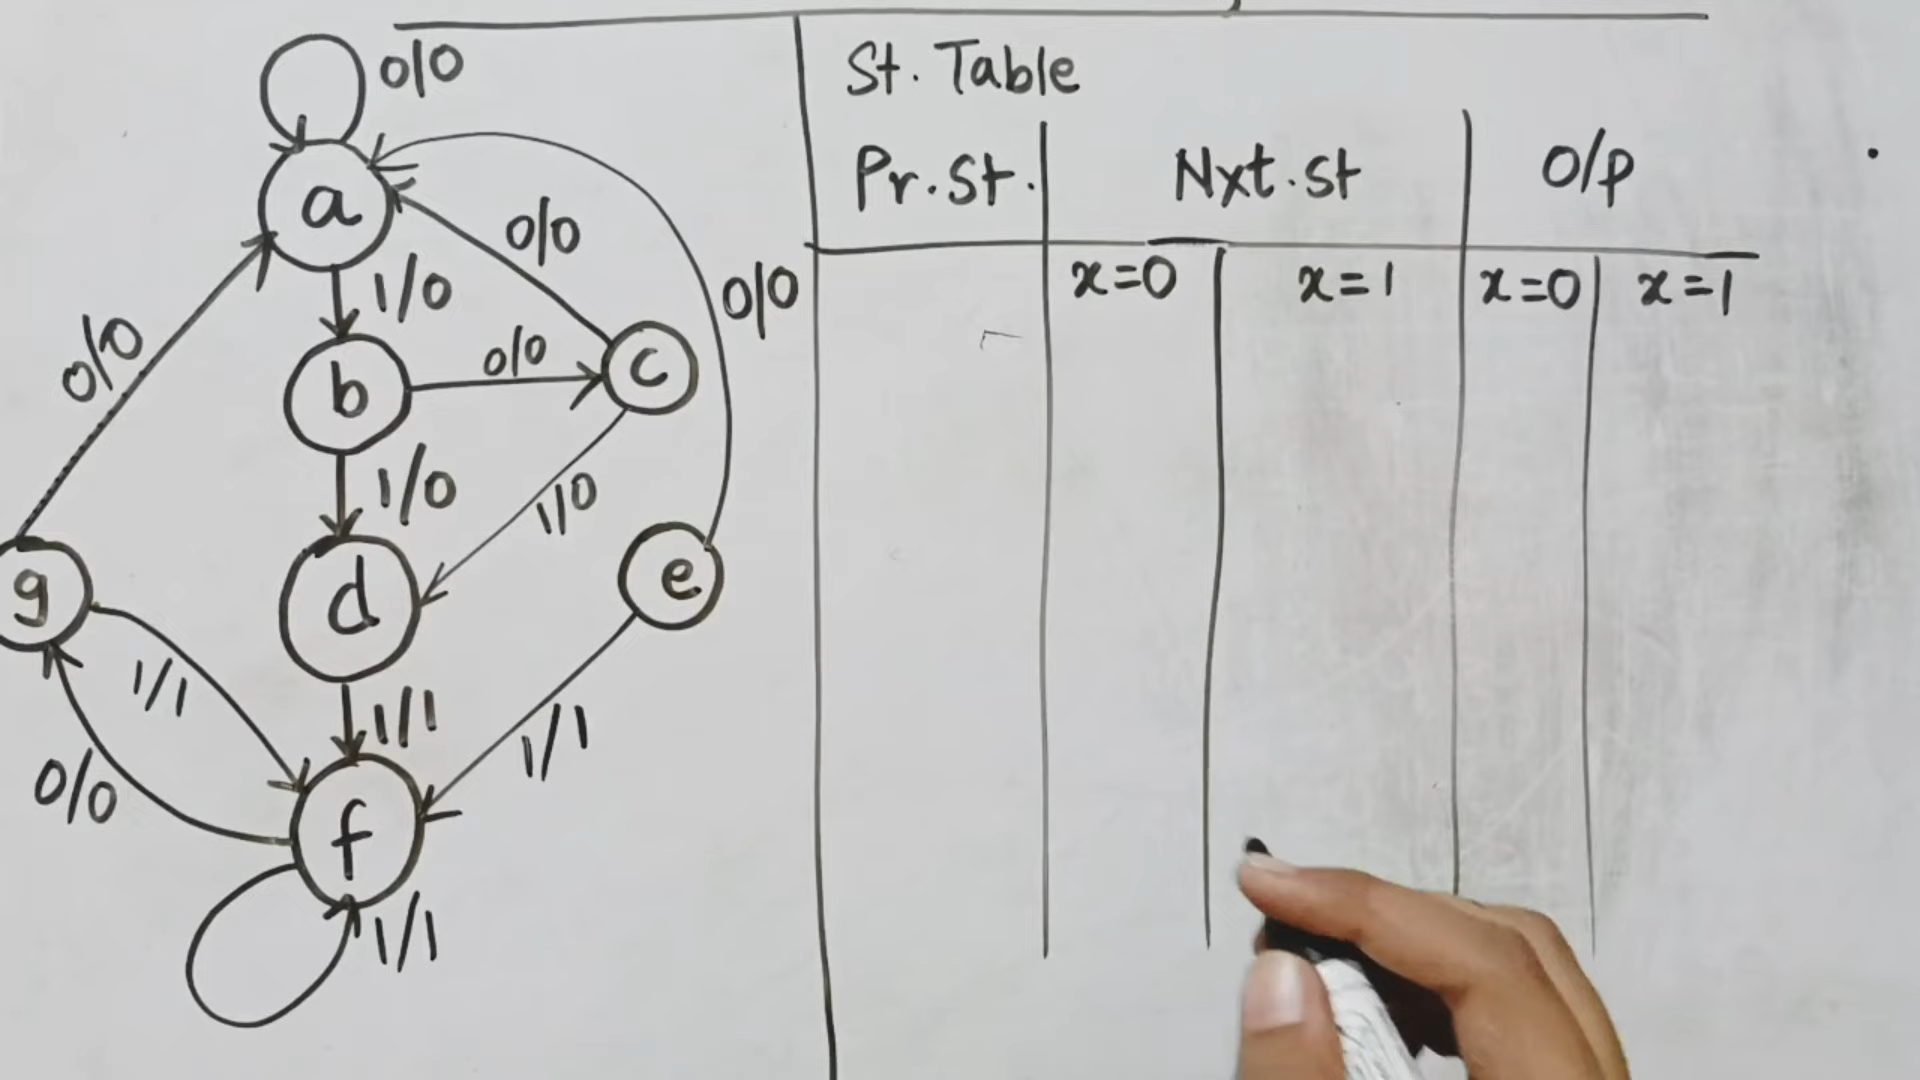 0/0
a
0/0
0/0
1/0
0/0
b
0/0
c
1/0
1/0
g
d
e
1/1
1/1
1/1
0/0
f
1/1
St. Table
Pr.st. Nxt.st O/p
x=0 x=1 x=0 x=1